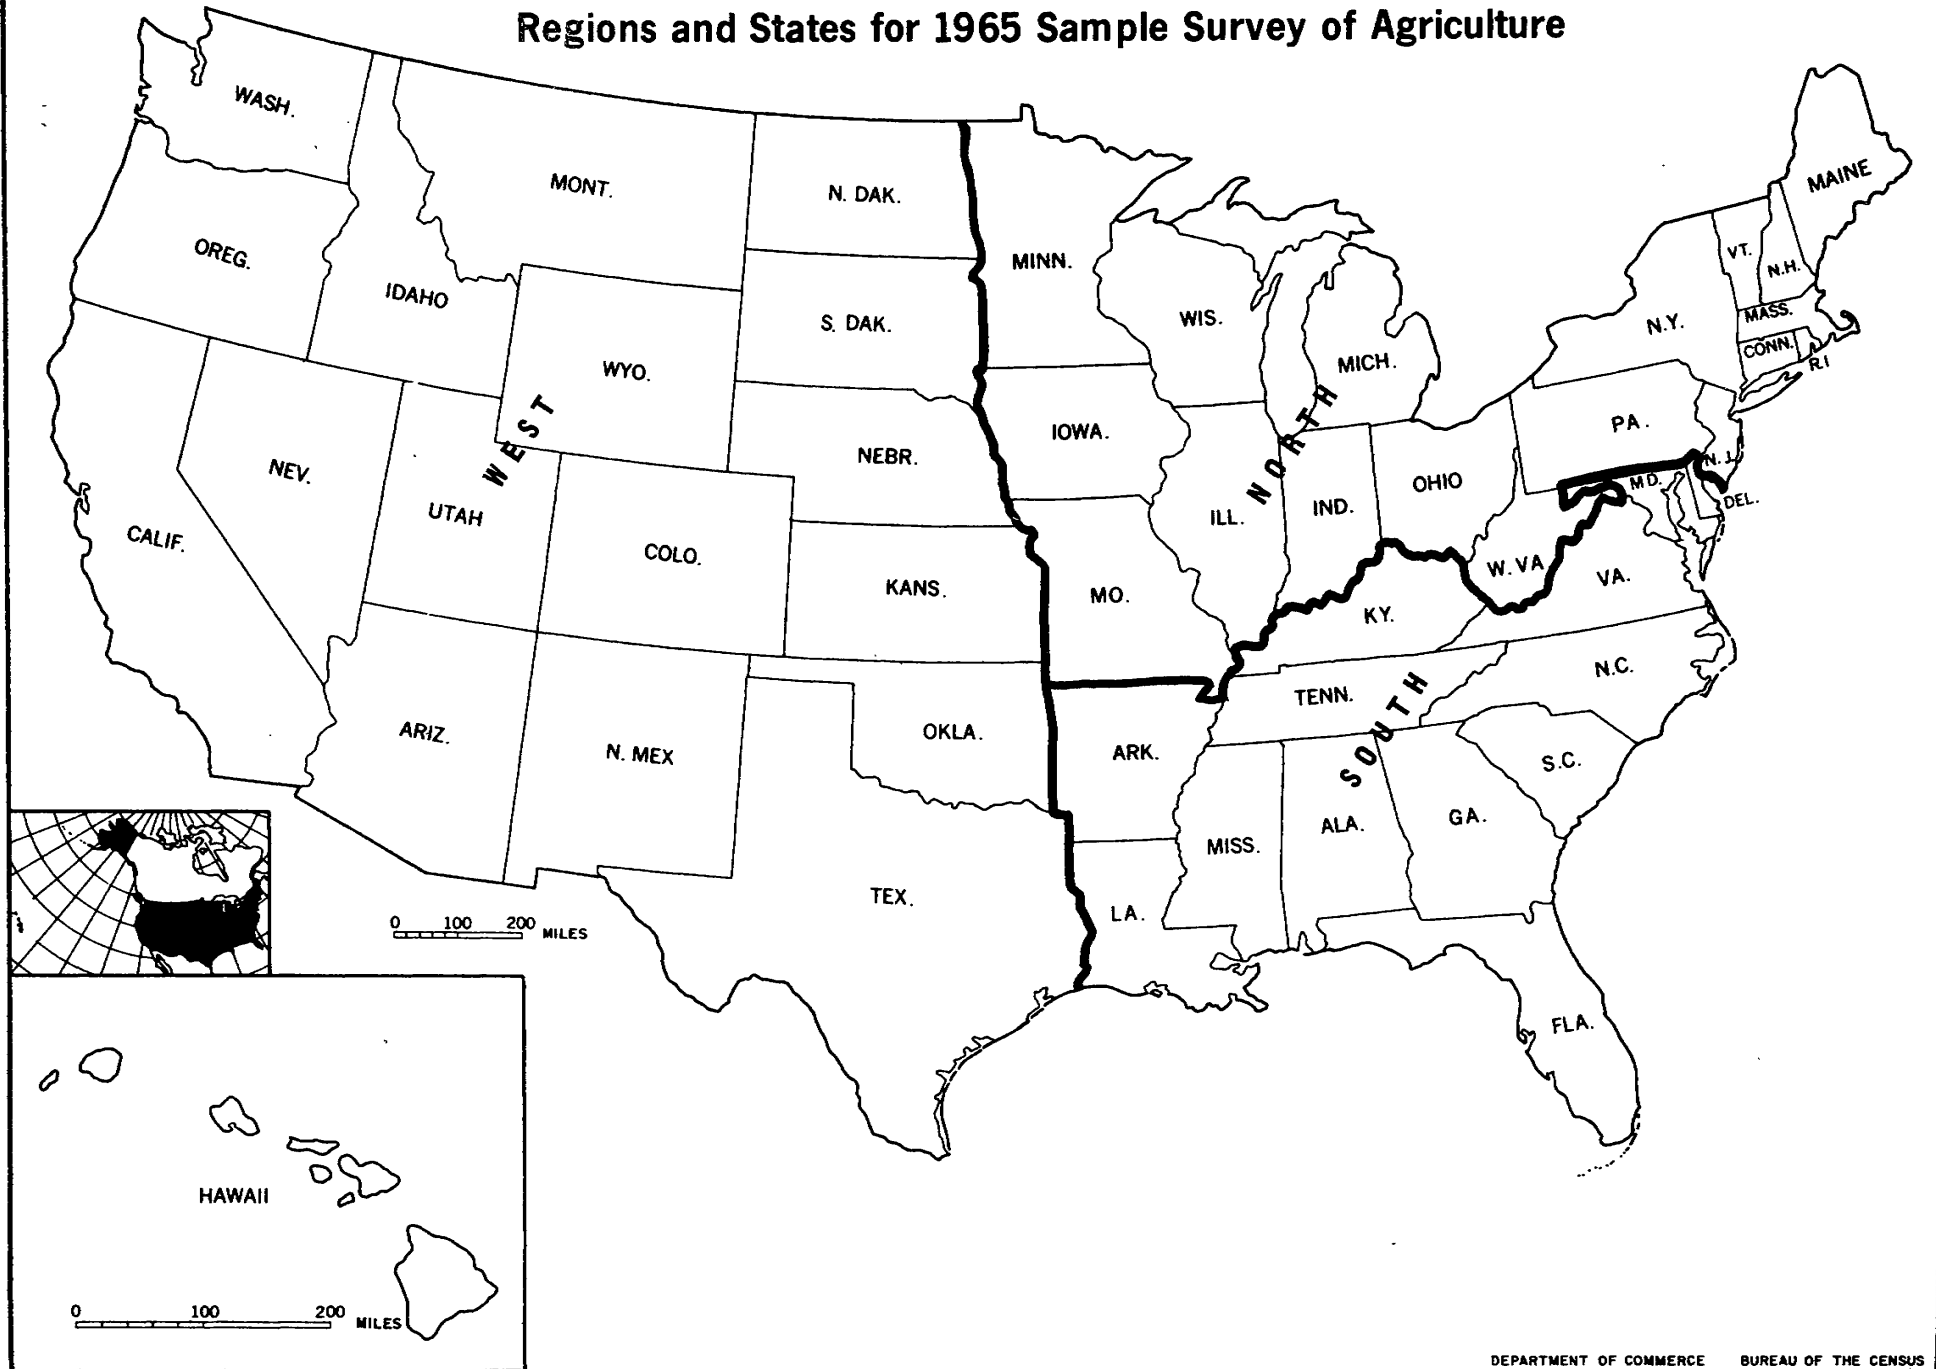 Regions and States for 1965 Sample Survey of Agriculture
WASH.
MONT.
N. DAK.
MINN.
MAINE
OREG.
IDAHO
S. DAK.
WIS.
MICH.
N.Y.
VT.
N.H.
MASS.
CONN.
R.I
WYO.
WEST
NORTH
NEBR.
IOWA.
PA.
N.J.
NEV.
UTAH
ILL.
IND.
OHIO
MD.
DEL.
CALIF.
COLO.
KANS.
MO.
W. VA
VA.
KY.
ARIZ.
N. MEX
OKLA.
ARK.
TENN.
N.C.
SOUTH
S.C.
TEX.
LA.
MISS.
ALA.
GA.
FLA.
0 100 200 MILES
HAWAII
0 100 200 MILES
DEPARTMENT OF COMMERCE BUREAU OF THE CENSUS